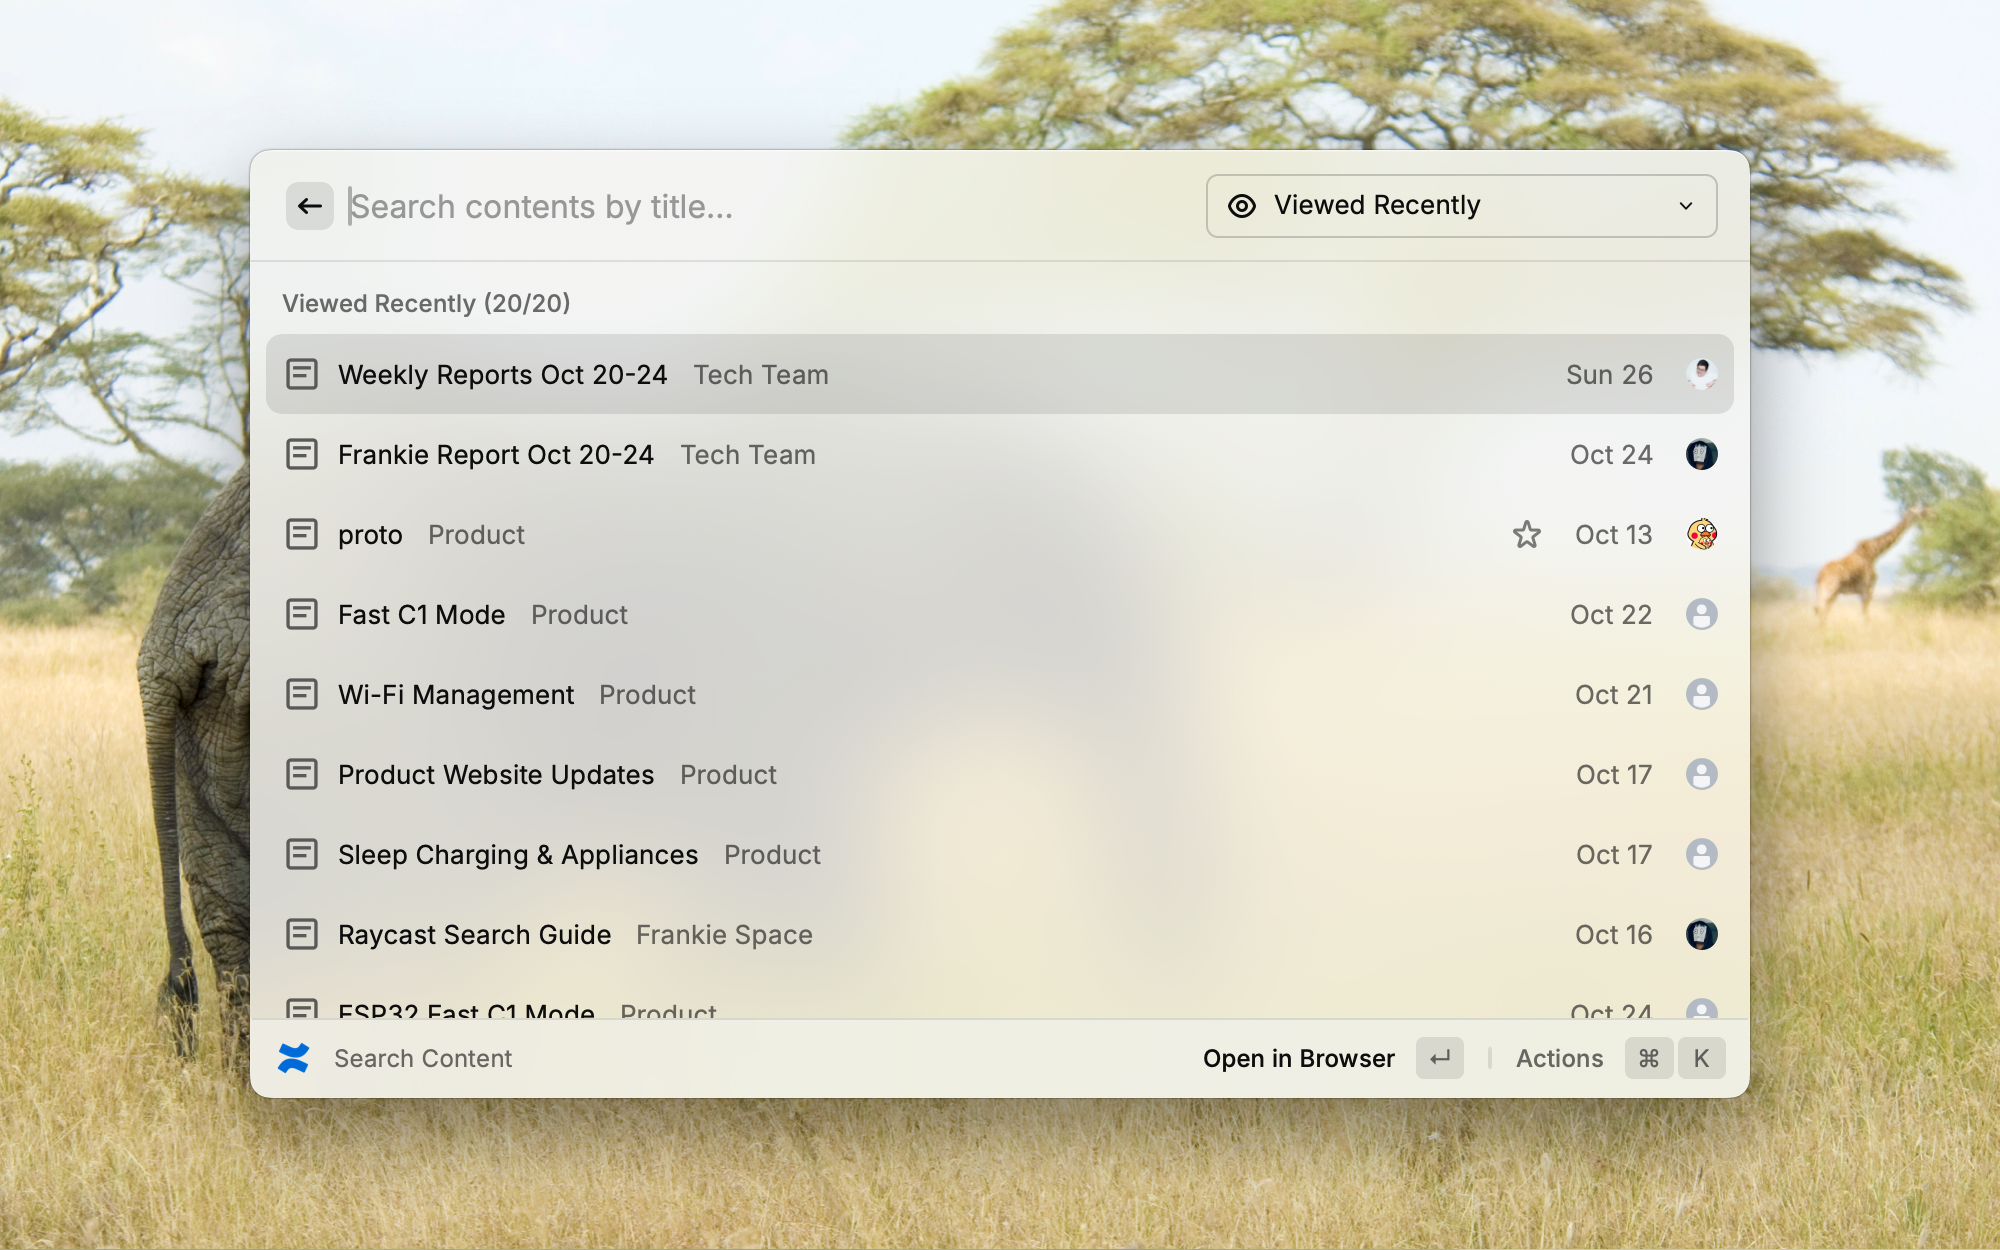 Search contents by title...
Viewed Recently
Viewed Recently (20/20)
Weekly Reports Oct 20-24 Tech Team Sun 26
Frankie Report Oct 20-24 Tech Team Oct 24
proto Product Oct 13
Fast C1 Mode Product Oct 22
Wi-Fi Management Product Oct 21
Product Website Updates Product Oct 17
Sleep Charging & Appliances Product Oct 17
Raycast Search Guide Frankie Space Oct 16
ESP32 Fast C1 Mode Product Oct 24
Search Content Open in Browser Actions ⌘ K